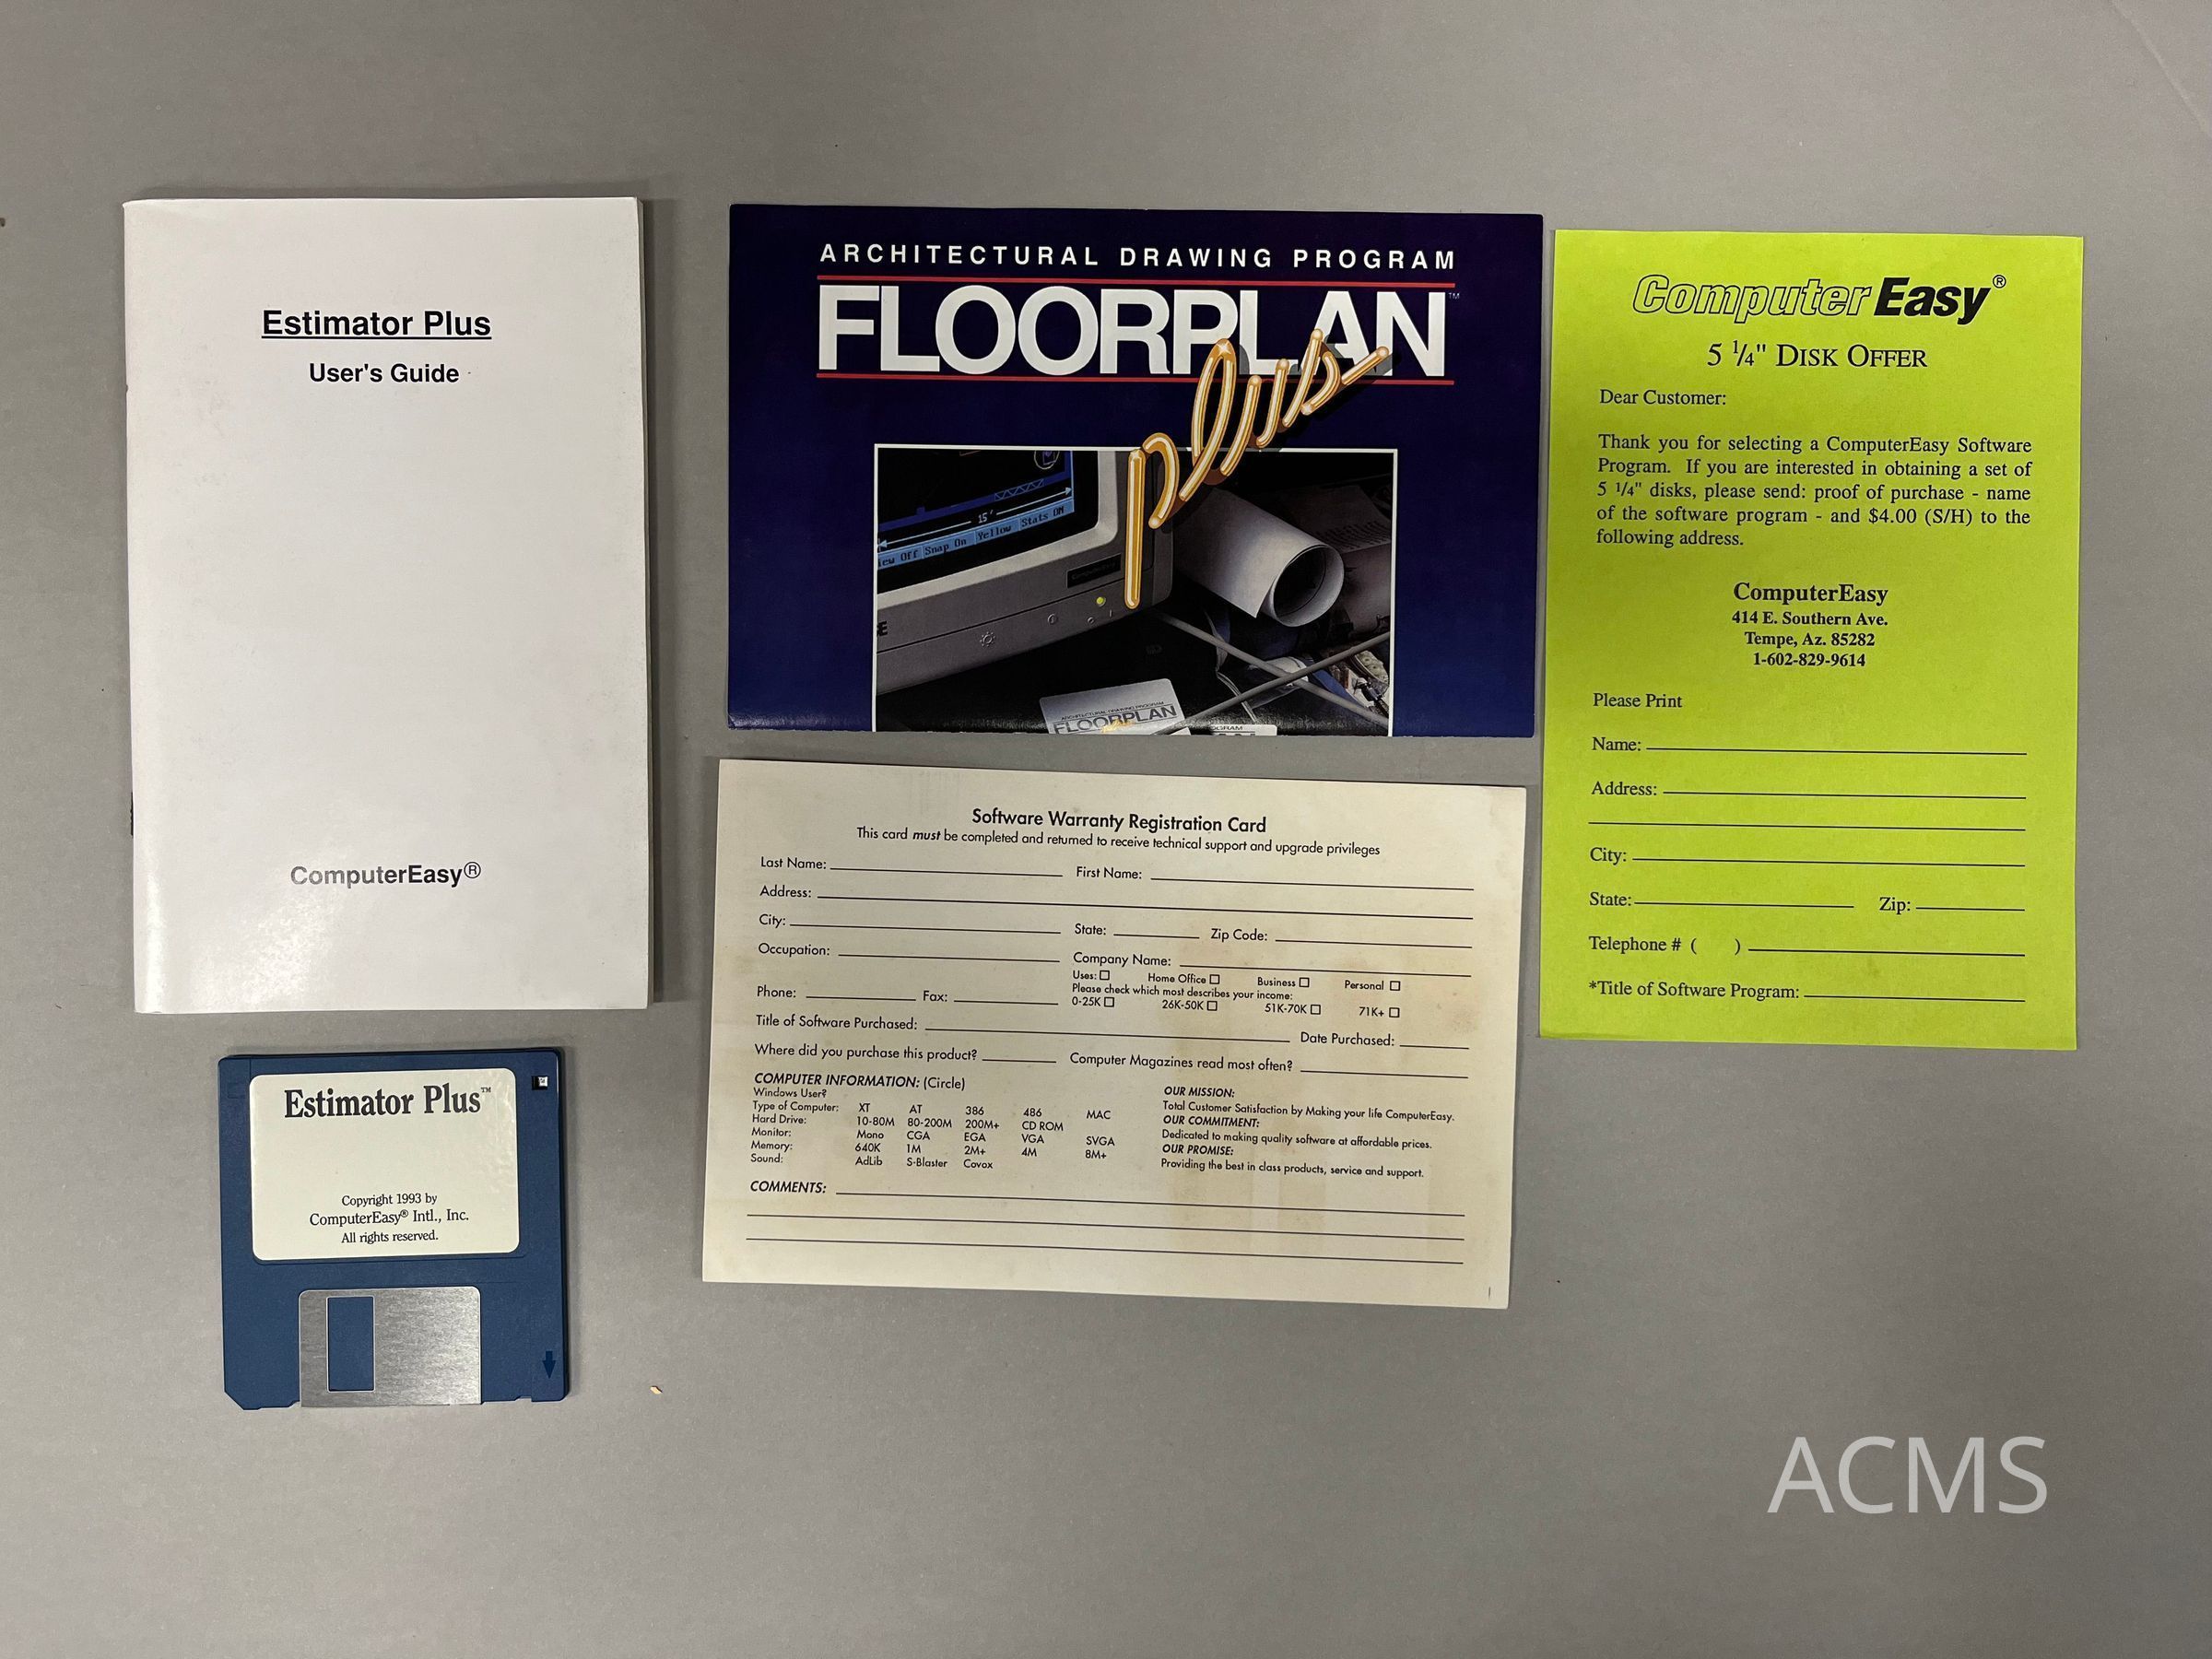 Estimator Plus
User's Guide
ComputerEasy®
Estimator Plus™
Copyright 1993 by
ComputerEasy® Intl., Inc.
All rights reserved.
ARCHITECTURAL DRAWING PROGRAM
FLOORPLAN™
plus
15'
Off Snap On Yellow Stats ON
ARCHITECTURAL DRAWING PROGRAM
FLOORPLAN
Software Warranty Registration Card
This card must be completed and returned to receive technical support and upgrade privileges
Last Name: First Name:
Address:
City: State: Zip Code:
Occupation: Company Name:
Uses: Home Office Business Personal
Please check which most describes your income:
Phone: Fax: 0-25K 26K-50K 51K-70K 71K+
Title of Software Purchased: Date Purchased:
Where did you purchase this product? Computer Magazines read most often?
COMPUTER INFORMATION: (Circle)
Windows User?
Type of Computer: XT AT 386 486 MAC
Hard Drive: 10-80M 80-200M 200M+ CD ROM
Monitor: Mono CGA EGA VGA SVGA
Memory: 640K 1M 2M+ 4M 8M+
Sound: AdLib S-Blaster Covox
OUR MISSION:
Total Customer Satisfaction by Making your life ComputerEasy.
OUR COMMITMENT:
Dedicated to making quality software at affordable prices.
OUR PROMISE:
Providing the best in class products, service and support.
COMMENTS:
ComputerEasy®
5 1/4" DISK OFFER
Dear Customer:
Thank you for selecting a ComputerEasy Software
Program. If you are interested in obtaining a set of
5 1/4" disks, please send: proof of purchase - name
of the software program - and $4.00 (S/H) to the
following address.
ComputerEasy
414 E. Southern Ave.
Tempe, Az. 85282
1-602-829-9614
Please Print
Name:
Address:
City:
State: Zip:
Telephone # ( )
*Title of Software Program:
ACMS